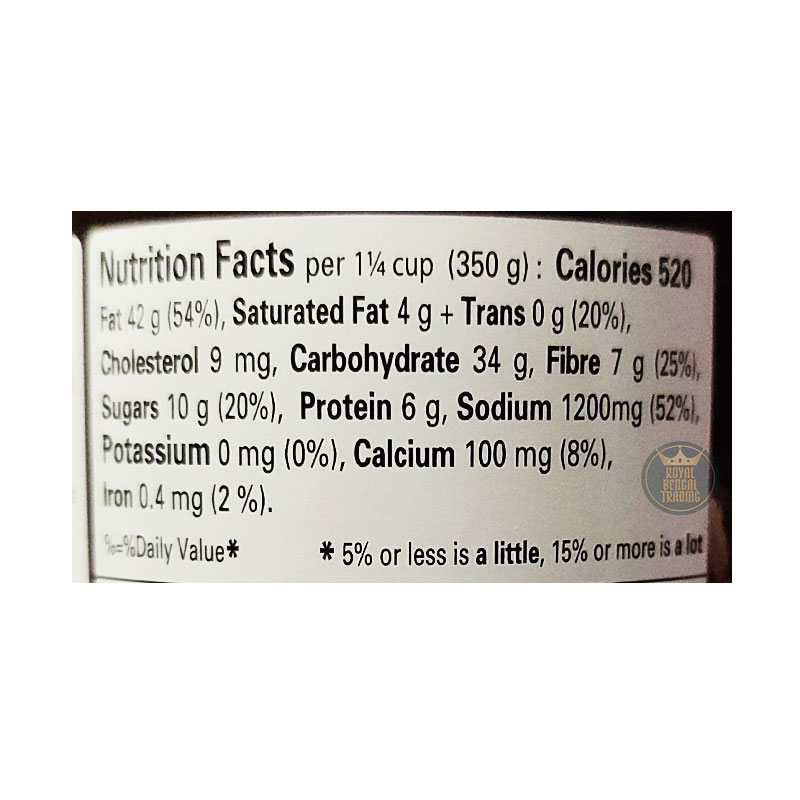 Nutrition Facts per 1¼ cup (350 g) : Calories 520
Fat 42 g (54%), Saturated Fat 4 g + Trans 0 g (20%),
Cholesterol 9 mg, Carbohydrate 34 g, Fibre 7 g (25%),
Sugars 10 g (20%), Protein 6 g, Sodium 1200mg (52%),
Potassium 0 mg (0%), Calcium 100 mg (8%),
Iron 0.4 mg (2 %).
%=%Daily Value* * 5% or less is a little, 15% or more is a lot
ROYAL
BENGAL
TRADING